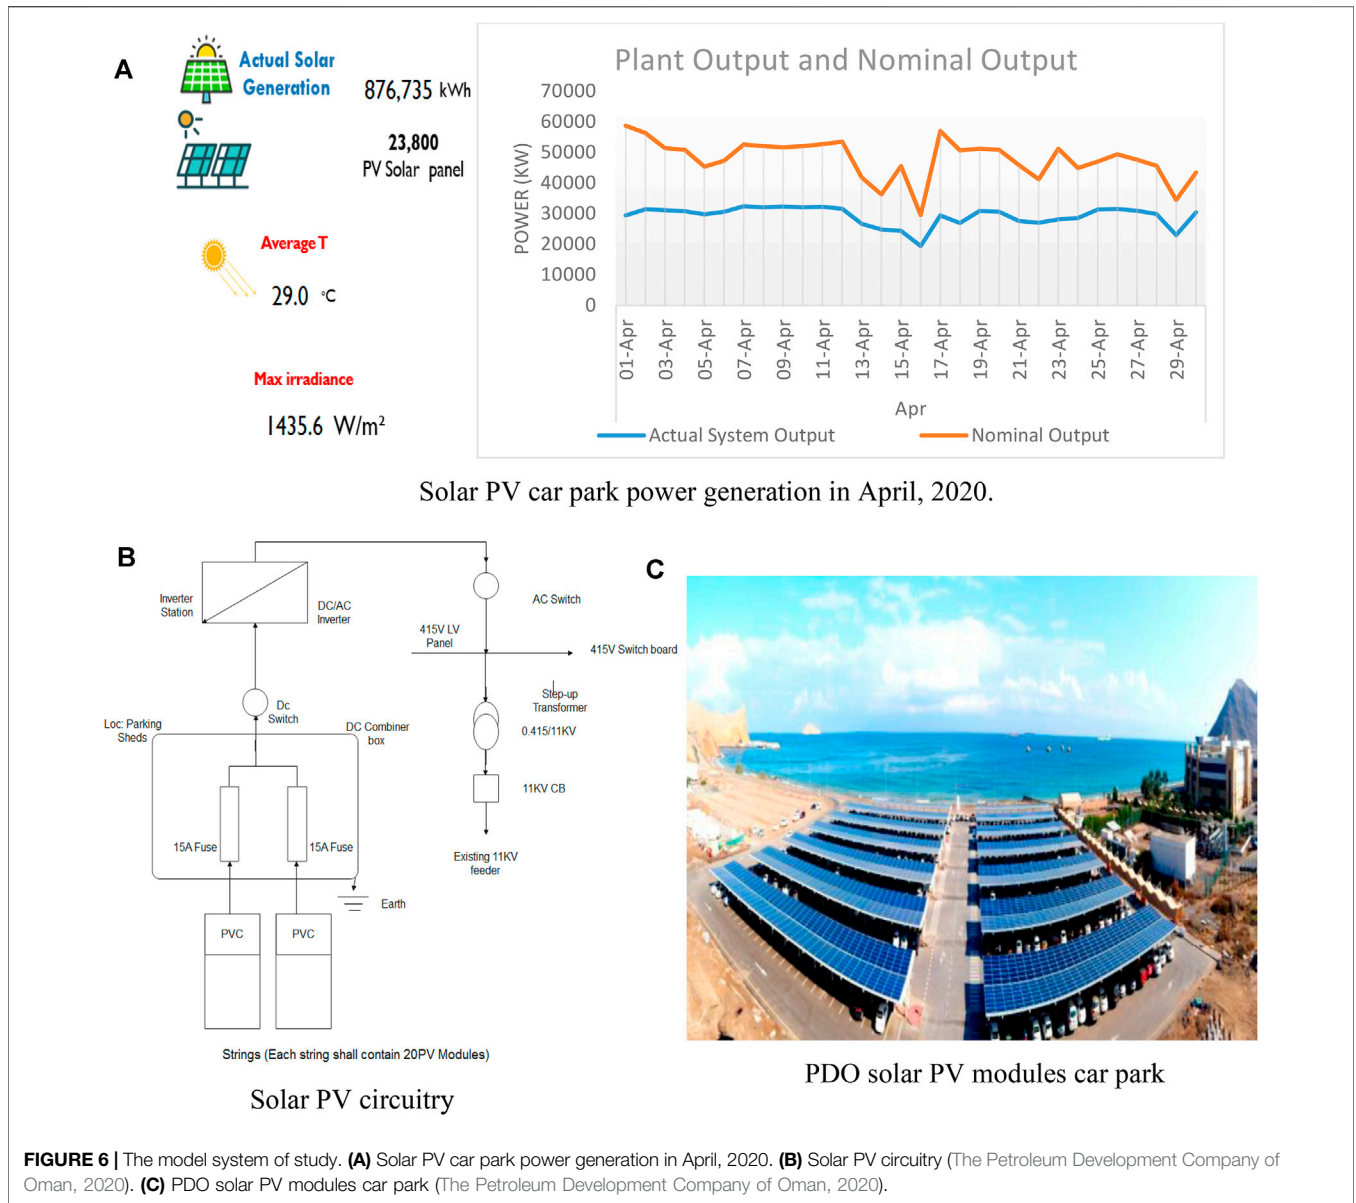 A
Actual Solar
Generation
876,735 kWh
23,800
PV Solar panel
Average T
29.0 °C
Max irradiance
1435.6 W/m²
Plant Output and Nominal Output
POWER (KW)
70000
60000
50000
40000
30000
20000
10000
0
01-Apr
03-Apr
05-Apr
07-Apr
09-Apr
11-Apr
13-Apr
15-Apr
17-Apr
19-Apr
21-Apr
23-Apr
25-Apr
27-Apr
29-Apr
Apr
Actual System Output
Nominal Output
Solar PV car park power generation in April, 2020.
B
Inverter
Station
DC/AC
Inverter
AC Switch
415V LV
Panel
415V Switch board
Step-up
Transformer
0.415/11KV
Dc
Switch
Loc: Parking
Sheds
DC Combiner
box
11KV CB
15A Fuse
15A Fuse
Existing 11KV
feeder
Earth
PVC
PVC
Strings (Each string shall contain 20PV Modules)
Solar PV circuitry
C
PDO solar PV modules car park
FIGURE 6 | The model system of study. (A) Solar PV car park power generation in April, 2020. (B) Solar PV circuitry (The Petroleum Development Company of
Oman, 2020). (C) PDO solar PV modules car park (The Petroleum Development Company of Oman, 2020).